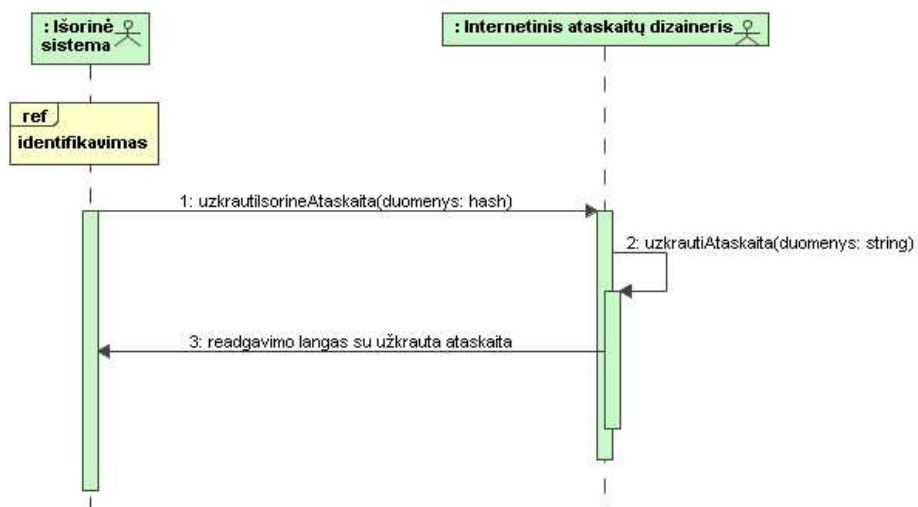 : Išorinė
sistema
: Internetinis ataskaitų dizaineris
ref
identifikavimas
1: uzkrautiIsorineAtaskaita(duomenys: hash)
2: uzkrautiAtaskaita(duomenys: string)
3: readgavimo langas su užkrauta ataskaita